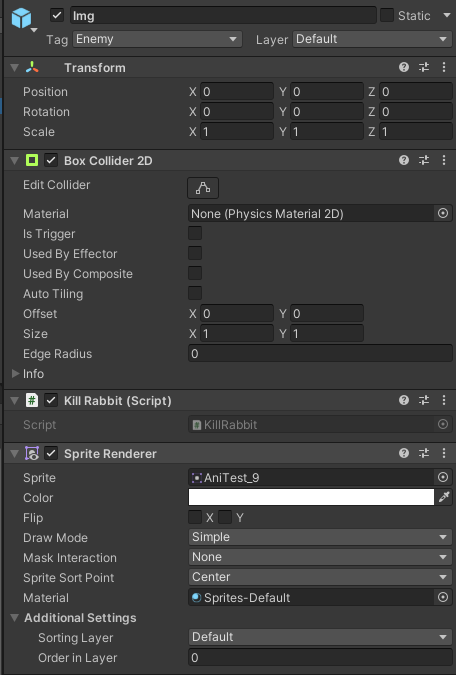 Img Static
Tag Enemy Layer Default
Transform
Position X 0 Y 0 Z 0
Rotation X 0 Y 0 Z 0
Scale X 1 Y 1 Z 1
Box Collider 2D
Edit Collider
Material None (Physics Material 2D)
Is Trigger
Used By Effector
Used By Composite
Auto Tiling
Offset X 0 Y 0
Size X 1 Y 1
Edge Radius 0
Info
# Kill Rabbit (Script)
Script # KillRabbit
Sprite Renderer
Sprite AniTest_9
Color
Flip X Y
Draw Mode Simple
Mask Interaction None
Sprite Sort Point Center
Material Sprites-Default
Additional Settings
Sorting Layer Default
Order in Layer 0